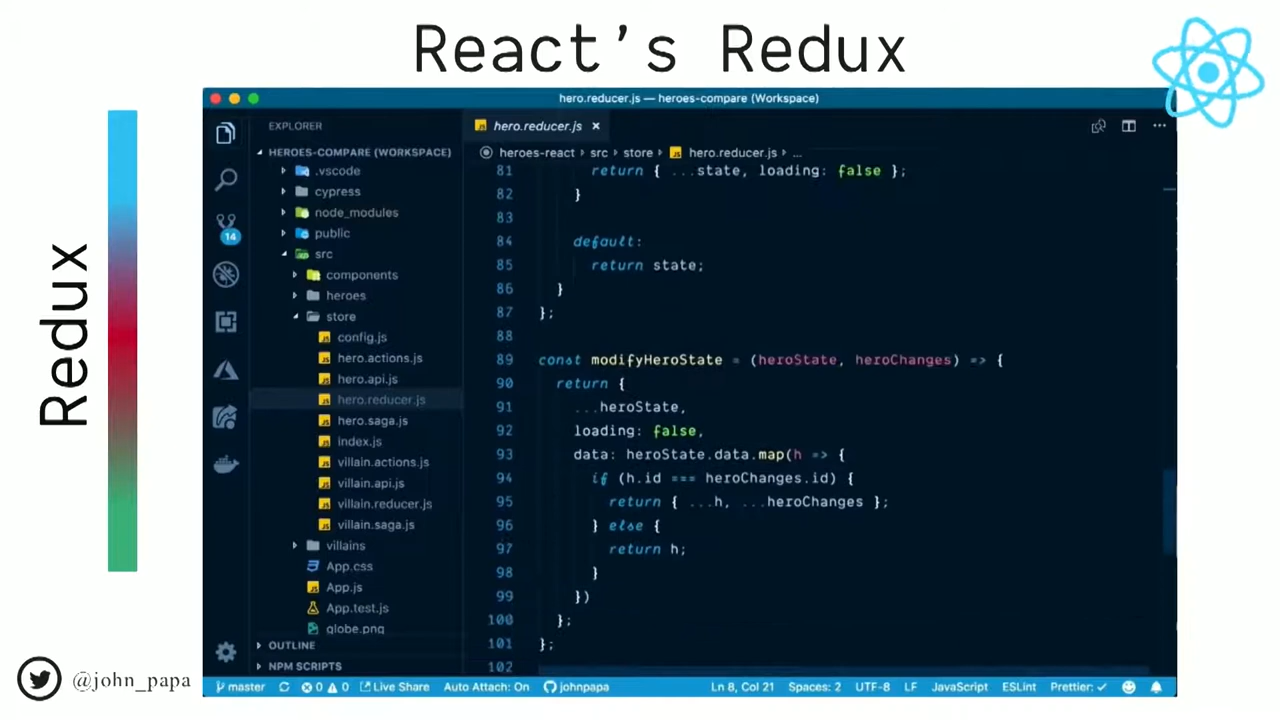 React's Redux
Redux
@john_papa
hero.reducer.js — heroes-compare (Workspace)
EXPLORER
HEROES-COMPARE (WORKSPACE)
.vscode
cypress
node_modules
public
src
components
heroes
store
config.js
hero.actions.js
hero.api.js
hero.reducer.js
hero.saga.js
index.js
villain.actions.js
villain.api.js
villain.reducer.js
villain.saga.js
villains
App.css
App.js
App.test.js
globe.png
OUTLINE
NPM SCRIPTS
14
hero.reducer.js ×
heroes-react › src › store › hero.reducer.js › ...
81 return { ...state, loading: false };
82 }
83
84 default:
85 return state;
86 }
87 };
88
89 const modifyHeroState = (heroState, heroChanges) => {
90 return {
91 ...heroState,
92 loading: false,
93 data: heroState.data.map(h => {
94 if (h.id === heroChanges.id) {
95 return { ...h, ...heroChanges };
96 } else {
97 return h;
98 }
99 })
100 };
101 };
102
master 0 0 Live Share Auto Attach: On johnpapa Ln 8, Col 21 Spaces: 2 UTF-8 LF JavaScript ESLint Prettier: ✓